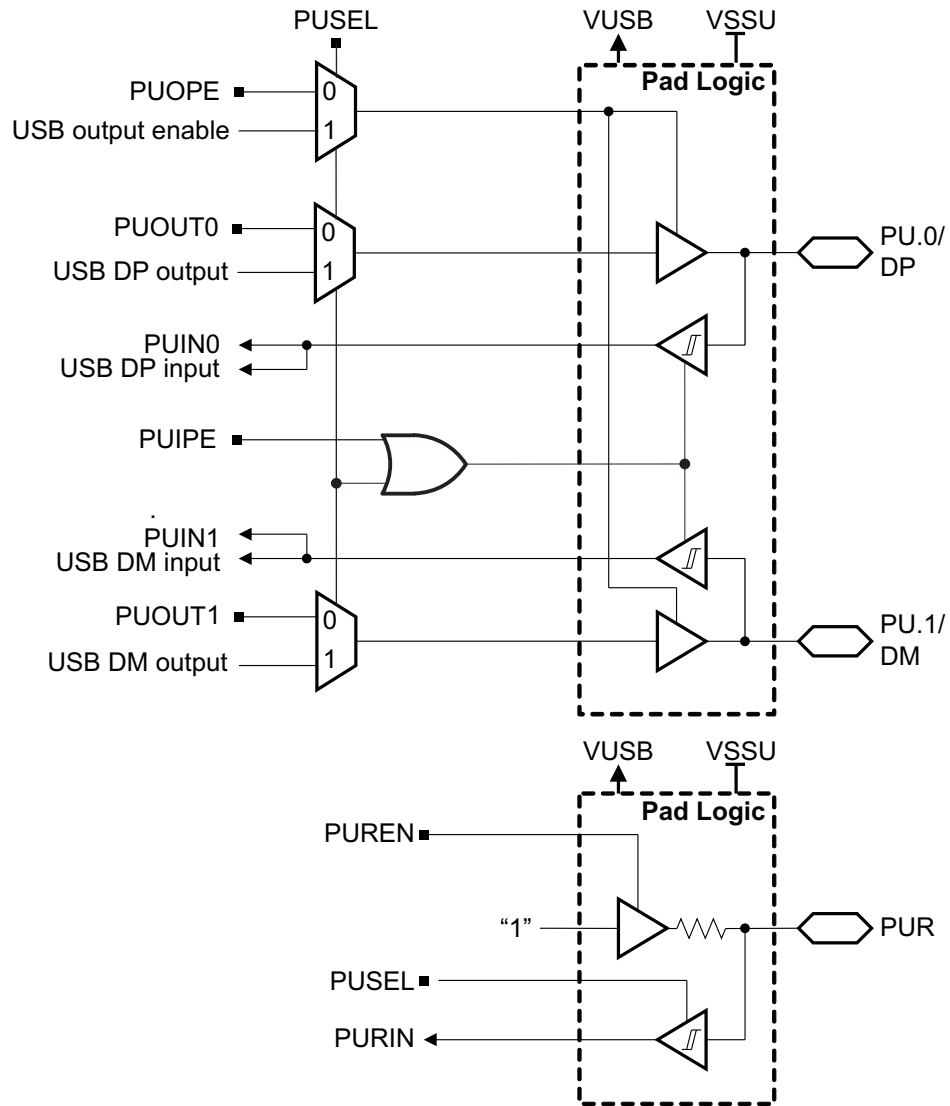 PUSEL
VUSB
VSSU
Pad Logic
PUOPE
0
USB output enable
1
PUOUT0
0
USB DP output
1
PU.0/
DP
PUIN0
USB DP input
PUIPE
PUIN1
USB DM input
PUOUT1
0
USB DM output
1
PU.1/
DM
VUSB
VSSU
Pad Logic
PUREN
“1”
PUR
PUSEL
PURIN